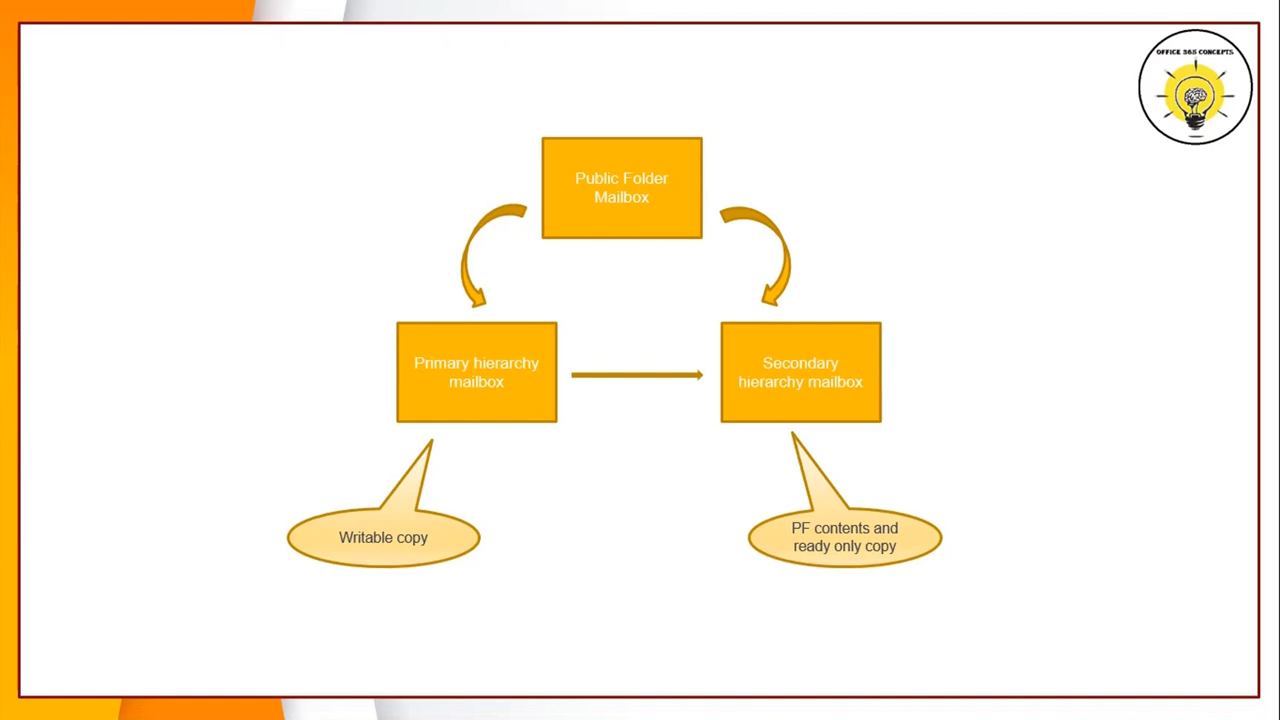 OFFICE 365 CONCEPTS
Public Folder
Mailbox
Primary hierarchy
mailbox
Secondary
hierarchy mailbox
Writable copy
PF contents and
ready only copy